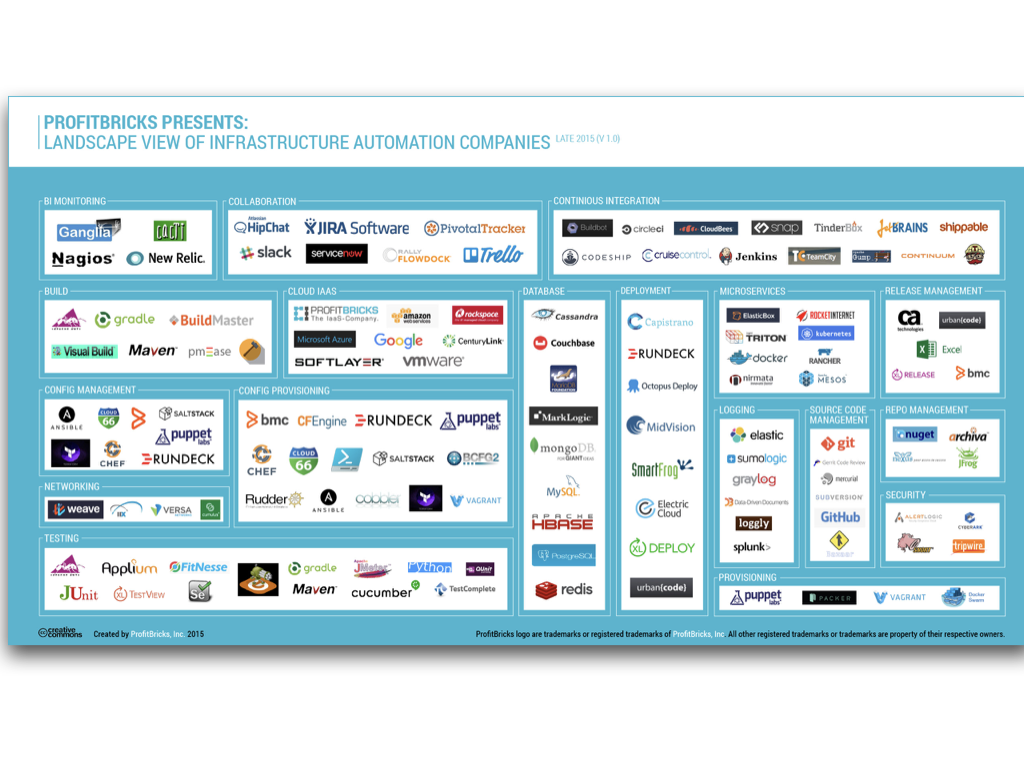 PROFITBRICKS PRESENTS:
LANDSCAPE VIEW OF INFRASTRUCTURE AUTOMATION COMPANIES LATE 2015 (V 1.0)
BI MONITORING
Ganglia
cacti
Nagios®
New Relic.
COLLABORATION
Atlassian
HipChat
JIRA Software
PivotalTracker
slack
servicenow
RALLY
FLOWDOCK
Trello
CONTINIOUS INTEGRATION
Buildbot
circleci
CloudBees
snap
TinderBox
JetBRAINS
shippable
CODESHIP
cruisecontrol
Jenkins
TeamCity
Gump
CONTINUUM
BUILD
gradle
BuildMaster
Visual Build
Maven
pmEase
CLOUD IAAS
PROFITBRICKS
The IaaS-Company.
amazon
webservices
rackspace
Microsoft Azure
Google
CenturyLink
SOFTLAYER
vmware
DATABASE
Cassandra
Couchbase
MarkLogic
mongoDB
FOR GIANT IDEAS
MySQL
APACHE
HBASE
PostgreSQL
redis
DEPLOYMENT
Capistrano
RUNDECK
Octopus Deploy
MidVision
SmartFrog
Electric
Cloud
XL DEPLOY
urban{code}
MICROSERVICES
ElasticBox
ROCKETINTERNET
TRITON
kubernetes
docker
RANCHER
nirmata
MESOS
RELEASE MANAGEMENT
ca
technologies
urban{code}
Excel
XL RELEASE
bmc
CONFIG MANAGEMENT
ANSIBLE
CLOUD
66
SALTSTACK
puppet
labs
CHEF
RUNDECK
CONFIG PROVISIONING
bmc
CFEngine
RUNDECK
puppet
labs
CHEF
CLOUD
66
SALTSTACK
BCFG2
Rudder
ANSIBLE
cobbler
VAGRANT
NETWORKING
weave
VERSA
NETWORKS
TESTING
Applium
FitNesse
gradle
JMeter
Python
QUnit
JUnit
XL TESTVIEW
Se
Maven
cucumber
TestComplete
LOGGING
elastic
sumologic
graylog
Data-Driven Documents
loggly
splunk>
SOURCE CODE
MANAGEMENT
git
Gerrit Code Review
mercurial
SUBVERSION
GitHub
Bazaar
REPO MANAGEMENT
nuget
archiva
JFrog
SECURITY
ALERTLOGIC
CYBERARK
tripwire
PROVISIONING
puppet
labs
PACKER
VAGRANT
Docker
Swarm
creative
commons
Created by ProfitBricks, Inc. 2015
ProfitBricks logo are trademarks or registered trademarks of ProfitBricks, Inc. All other registered trademarks or trademarks are property of their respective owners.